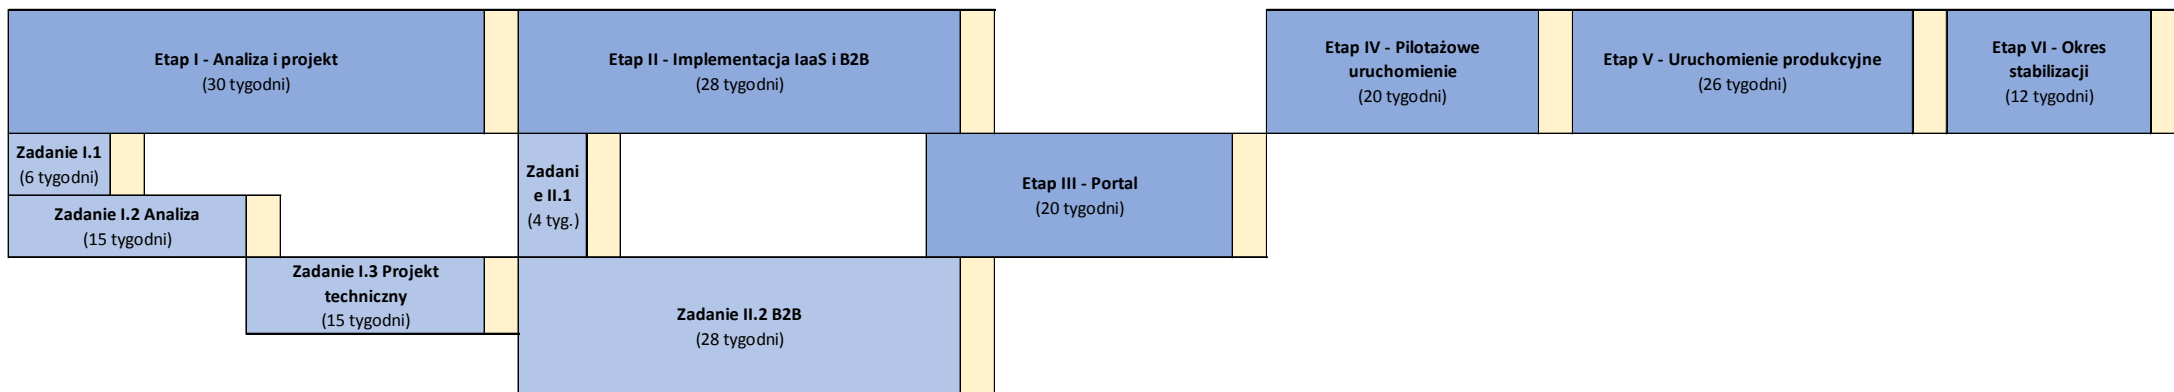 Etap I - Analiza i projekt
(30 tygodni)
Etap II - Implementacja IaaS i B2B
(28 tygodni)
Etap IV - Pilotażowe
uruchomienie
(20 tygodni)
Etap V - Uruchomienie produkcyjne
(26 tygodni)
Etap VI - Okres
stabilizacji
(12 tygodni)
Zadanie I.1
(6 tygodni)
Zadani
e II.1
(4 tyg.)
Etap III - Portal
(20 tygodni)
Zadanie I.2 Analiza
(15 tygodni)
Zadanie I.3 Projekt
techniczny
(15 tygodni)
Zadanie II.2 B2B
(28 tygodni)